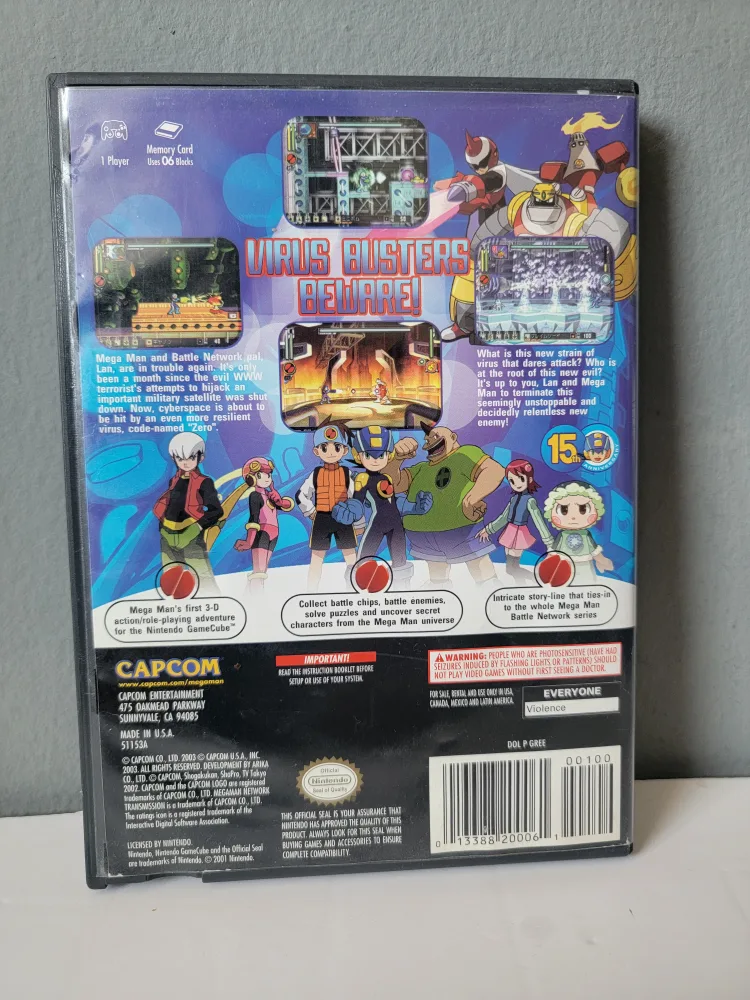 1 Player
Memory Card
Uses 06 Blocks
VIRUS BUSTERS
BEWARE!
Mega Man and Battle Network pal,
Lan, are in trouble again. It's only
been a month since the evil WWW
terrorist's attempts to hijack an
important military satellite was shut
down. Now, cyberspace is about to
be hit by an even more resilient
virus, code-named "Zero".
What is this new strain of
virus that dares attack? Who is
at the root of this new evil?
It's up to you, Lan and Mega
Man to terminate this
seemingly unstoppable and
decidedly relentless new
enemy!
15th
ANNIVERSARY
Mega Man's first 3-D
action/role-playing adventure
for the Nintendo GameCube™
Collect battle chips, battle enemies,
solve puzzles and uncover secret
characters from the Mega Man universe
Intricate story-line that ties-in
to the whole Mega Man
Battle Network series
CAPCOM
www.capcom.com/megaman
CAPCOM ENTERTAINMENT
475 OAKMEAD PARKWAY
SUNNYVALE, CA 94085
MADE IN U.S.A.
51153A
© CAPCOM CO., LTD. 2003 © CAPCOM U.S.A., INC.
2003. ALL RIGHTS RESERVED. DEVELOPMENT BY ARIKA
CO., LTD. © CAPCOM, Shogakukan, ShoPro, TV Tokyo
2002. CAPCOM and the CAPCOM LOGO are registered
trademarks of CAPCOM CO., LTD. MEGAMAN NETWORK
TRANSMISSION is a trademark of CAPCOM CO., LTD.
The ratings icon is a registered trademark of the
Interactive Digital Software Association.
LICENSED BY NINTENDO.
Nintendo, Nintendo GameCube and the Official Seal
are trademarks of Nintendo. © 2001 Nintendo.
IMPORTANT!
READ THE INSTRUCTION BOOKLET BEFORE
SETUP OR USE OF YOUR SYSTEM.
Official
Nintendo
Seal of Quality
THIS OFFICIAL SEAL IS YOUR ASSURANCE THAT
NINTENDO HAS APPROVED THE QUALITY OF THIS
PRODUCT. ALWAYS LOOK FOR THIS SEAL WHEN
BUYING GAMES AND ACCESSORIES TO ENSURE
COMPLETE COMPATIBILITY.
WARNING: PEOPLE WHO ARE PHOTOSENSITIVE (HAVE HAD
SEIZURES INDUCED BY FLASHING LIGHTS OR PATTERNS) SHOULD
NOT PLAY VIDEO GAMES WITHOUT FIRST SEEING A DOCTOR.
FOR SALE, RENTAL AND USE ONLY IN USA,
CANADA, MEXICO AND LATIN AMERICA.
EVERYONE
Violence
DOL P GREE
00100
0 13388 20006 1